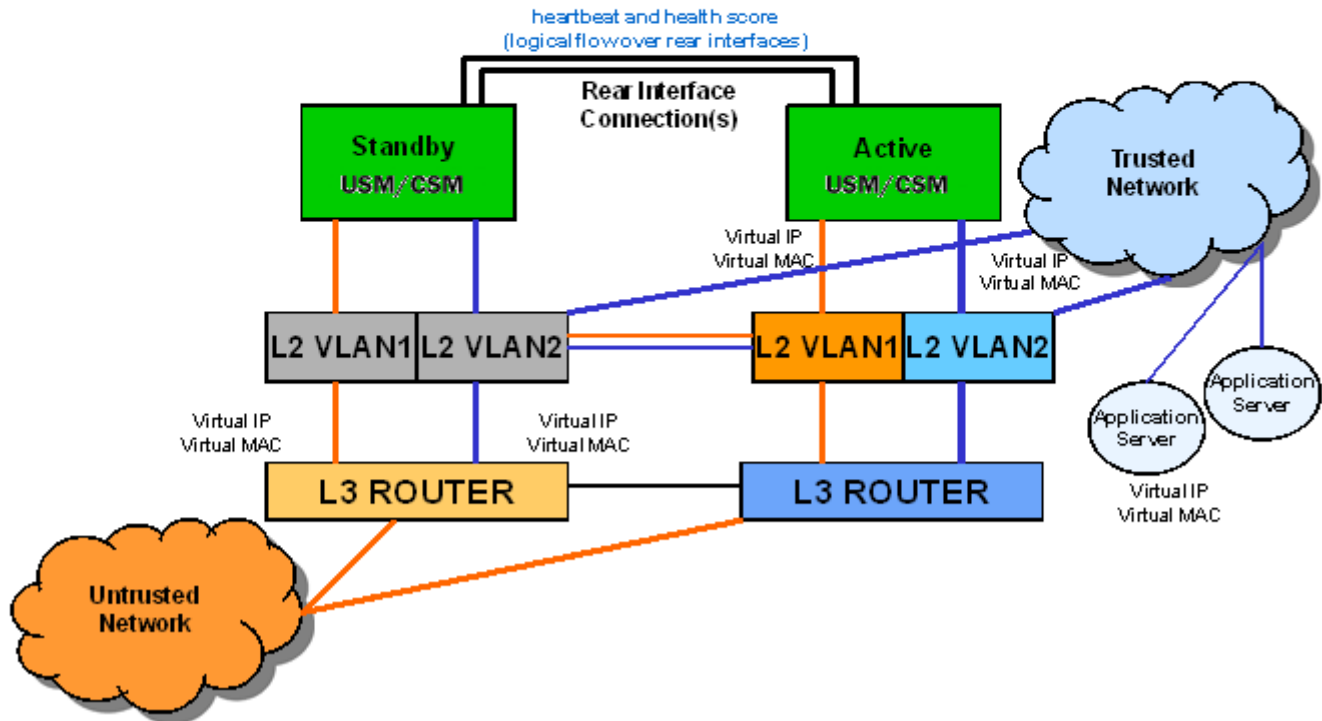 heartbeat and health score
(logical flow over rear interfaces)
Rear Interface
Connection(s)
Standby
USM/CSM
Active
USM/CSM
Trusted
Network
Virtual IP
Virtual MAC
Virtual IP
Virtual MAC
L2 VLAN1
L2 VLAN2
L2 VLAN1
L2 VLAN2
Application
Server
Application
Server
Virtual IP
Virtual MAC
Virtual IP
Virtual MAC
L3 ROUTER
L3 ROUTER
Virtual IP
Virtual MAC
Untrusted
Network